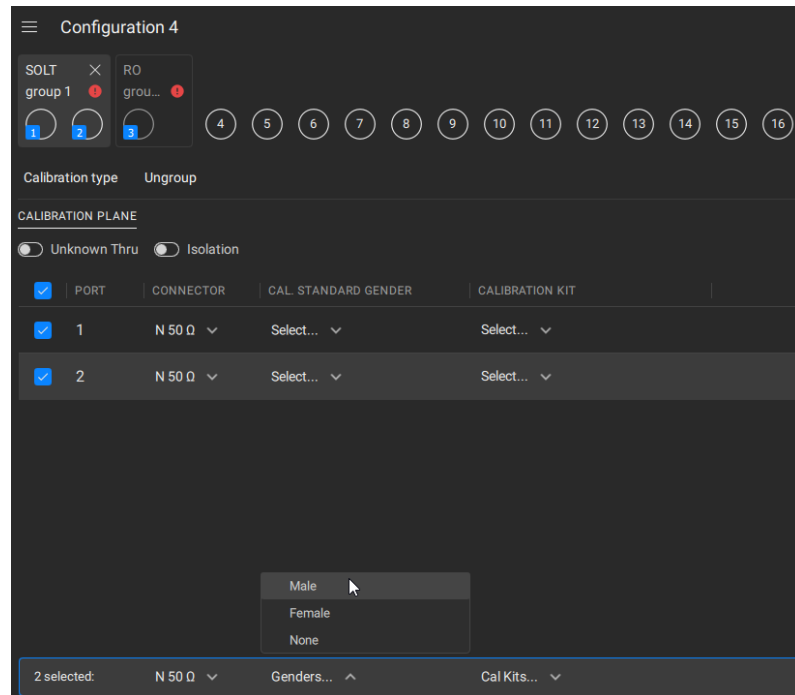 Configuration 4
SOLT
group 1
RO
grou...
1 2 3 4 5 6 7 8 9 10 11 12 13 14 15 16
Calibration type Ungroup
CALIBRATION PLANE
Unknown Thru Isolation
PORT CONNECTOR CAL. STANDARD GENDER CALIBRATION KIT
1 N 50 Ω Select... Select...
2 N 50 Ω Select... Select...
Male
Female
None
2 selected: N 50 Ω Genders... Cal Kits...